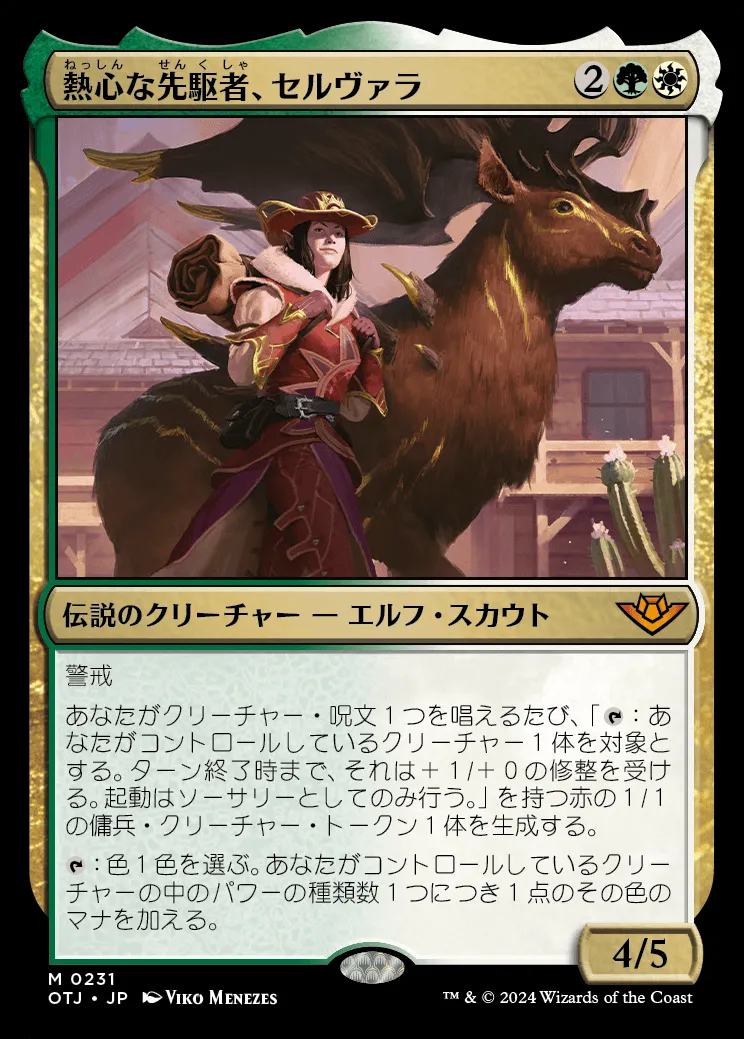 ねっしん せんくしゃ
熱心な先駆者、セルヴァラ
2
伝説のクリーチャー ― エルフ・スカウト
警戒
あなたがクリーチャー・呪文1つを唱えるたび、「:あ
なたがコントロールしているクリーチャー1体を対象と
する。ターン終了時まで、それは+1/+0の修整を受け
る。起動はソーサリーとしてのみ行う。」を持つ赤の1/1
の傭兵・クリーチャー・トークン1体を生成する。
:色1色を選ぶ。あなたがコントロールしているクリー
チャーの中のパワーの種類数1つにつき1点のその色の
マナを加える。
4/5
M 0231
OTJ • JP VIKO MENEZES
™ & © 2024 Wizards of the Coast